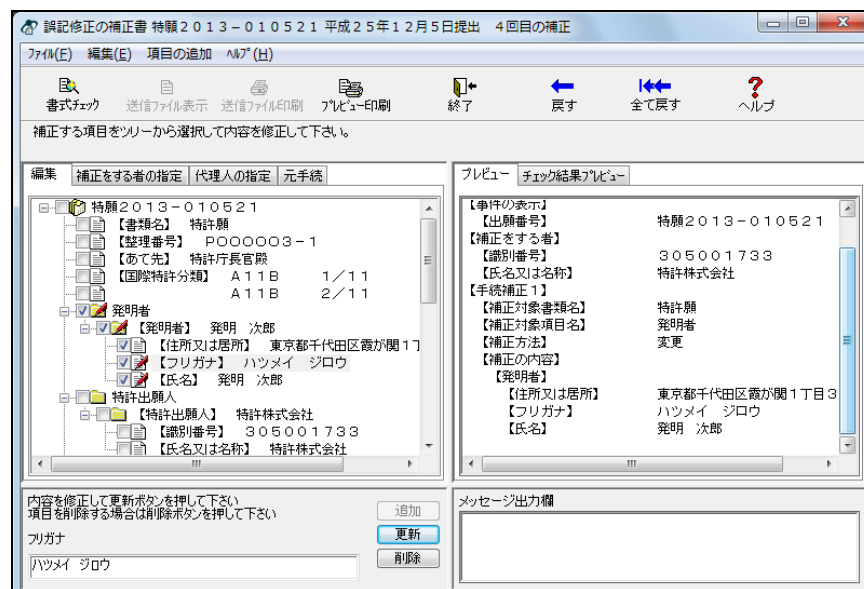 誤記修正の補正書 特願２０１３－０１０５２１ 平成２５年１２月５日提出 ４回目の補正
ﾌｧｲﾙ(F) 編集(E) 項目の追加 ﾍﾙﾌﾟ(H)
書式ﾁｪｯｸ 送信ﾌｧｲﾙ表示 送信ﾌｧｲﾙ印刷 ﾌﾟﾚﾋﾞｭｰ印刷 終了 戻す 全て戻す ヘルプ
補正する項目をツリーから選択して内容を修正して下さい。
編集 補正をする者の指定 代理人の指定 元手続
特願２０１３－０１０５２１
【書類名】 特許願
【整理番号】 ＰＯＯＯＯＯ３－１
【あて先】 特許庁長官殿
【国際特許分類】 Ａ１１Ｂ １／１１
Ａ１１Ｂ ２／１１
発明者
【発明者】 発明 次郎
【住所又は居所】 東京都千代田区霞が関１丁
【フリガナ】 ハツメイ ジロウ
【氏名】 発明 次郎
特許出願人
【特許出願人】 特許株式会社
【識別番号】 ３０５００１７３３
【氏名又は名称】 特許株式会社
プレビュー ﾁｪｯｸ結果ﾌﾟﾚﾋﾞｭｰ
【事件の表示】
【出願番号】 特願２０１３－０１０５２１
【補正をする者】
【識別番号】 ３０５００１７３３
【氏名又は名称】 特許株式会社
【手続補正１】
【補正対象書類名】 特許願
【補正対象項目名】 発明者
【補正方法】 変更
【補正の内容】
【発明者】
【住所又は居所】 東京都千代田区霞が関１丁目３
【フリガナ】 ハツメイ ジロウ
【氏名】 発明 次郎
内容を修正して更新ボタンを押して下さい
項目を削除する場合は削除ボタンを押して下さい
追加
更新
削除
フリガナ
ハツメイ ジロウ
メッセージ出力欄